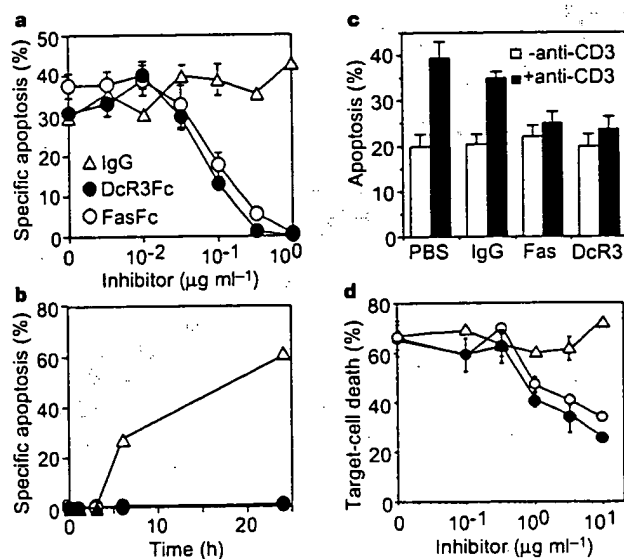 a
Specific apoptosis (%)
50
40
30
20
10
0
△ IgG
● DcR3Fc
○ FasFc
0 10⁻² 10⁻¹ 10⁰
Inhibitor (µg ml⁻¹)
c
Apoptosis (%)
40
30
20
10
0
□ -anti-CD3
■ +anti-CD3
PBS IgG Fas DcR3
b
Specific apoptosis (%)
80
60
40
20
0
0 10 20
Time (h)
d
Target-cell death (%)
80
60
40
20
0
0 10⁻¹ 10⁰ 10¹
Inhibitor (µg ml⁻¹)